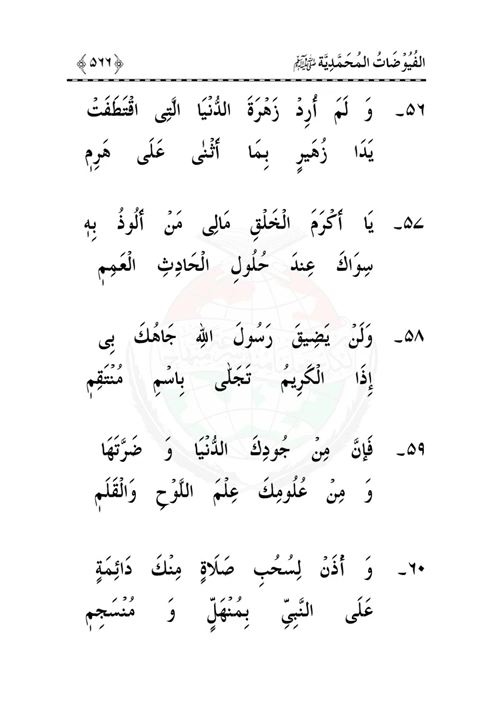 الفُيُوْضَاتُ المُحَمَّدِيَّة ﷺ ﴿٥٦٦﴾
٥٦۔ وَ لَمَ أُرِدْ زَهْرَةَ الدُّنْيَا الَّتِى اقْتَطَفَتْ
يَدَا زُهَيرٍ بِمَا أَثْنٰى عَلَى هَرِمٖ
٥٧۔ يَا أَكْرَمَ الْخَلْقِ مَالِى مَنْ أَلُوذُ بِهٖ
سِوَاكَ عِندَ حُلُولِ الْحَادِثِ الْعَمِمٖ
٥٨۔ وَلَنْ يَضِيقَ رَسُولَ اللهِ جَاهُكَ بِى
إِذَا الْكَرِيمُ تَجَلّٰى بِاسْمِ مُنْتَقِمٖ
٥٩۔ فَإِنَّ مِنْ جُودِكَ الدُّنْيَا وَ ضَرَّتَهَا
وَ مِنْ عُلُومِكَ عِلْمَ اللَّوْحِ وَالْقَلَمٖ
٦٠۔ وَ أْذَنْ لِسُحْبِ صَلَاةٍ مِنْكَ دَائِمَةٍ
عَلَى النَّبِيِّ بِمُنْهَلٍّ وَ مُنْسَجِمٖ